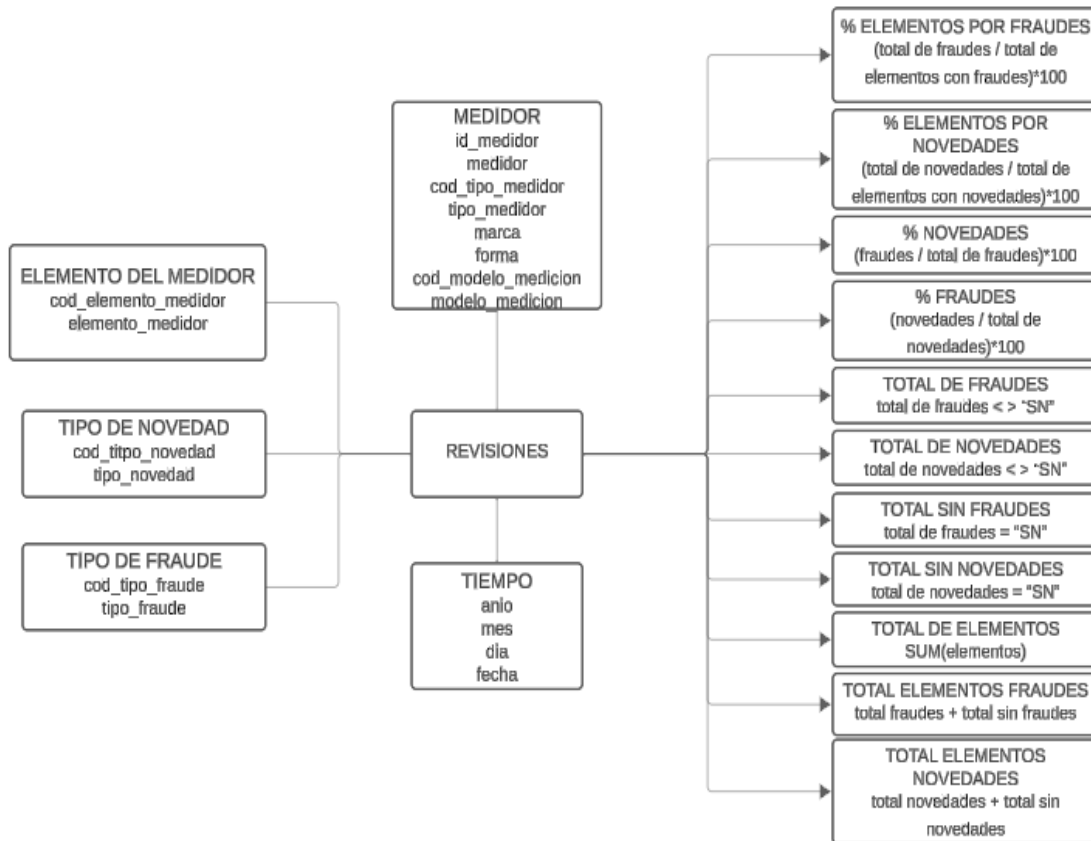 ELEMENTO DEL MEDIDOR
cod_elemento_medidor
elemento_medidor
TIPO DE NOVEDAD
cod_titpo_novedad
tipo_novedad
TIPO DE FRAUDE
cod_tipo_fraude
tipo_fraude
MEDIDOR
id_medidor
medidor
cod_tipo_medidor
tipo_medidor
marca
forma
cod_modelo_medicion
modelo_medicion
REVISIONES
TIEMPO
anio
mes
dia
fecha
% ELEMENTOS POR FRAUDES
(total de fraudes / total de
elementos con fraudes)*100
% ELEMENTOS POR
NOVEDADES
(total de novedades / total de
elementos con novedades)*100
% NOVEDADES
(fraudes / total de fraudes)*100
% FRAUDES
(novedades / total de
novedades)*100
TOTAL DE FRAUDES
total de fraudes < > “SN”
TOTAL DE NOVEDADES
total de novedades < > “SN”
TOTAL SIN FRAUDES
total de fraudes = “SN”
TOTAL SIN NOVEDADES
total de novedades = “SN”
TOTAL DE ELEMENTOS
SUM(elementos)
TOTAL ELEMENTOS FRAUDES
total fraudes + total sin fraudes
TOTAL ELEMENTOS
NOVEDADES
total novedades + total sin
novedades